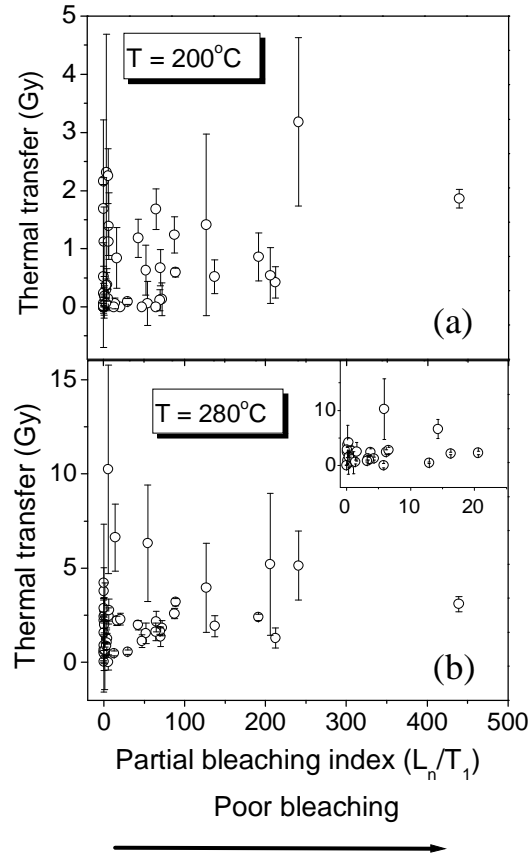 5
T = 200°C
4
3
2
1
0
Thermal transfer (Gy)
(a)
15
T = 280°C
10
5
0
Thermal transfer (Gy)
10
0
0 10 20
(b)
0 100 200 300 400 500
Partial bleaching index (Lₙ/T₁)
Poor bleaching